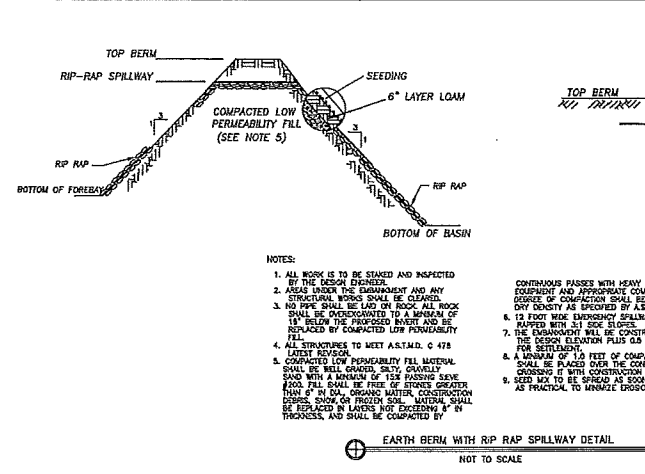 TOP BERM
RIP-RAP SPILLWAY
SEEDING
6" LAYER LOAM
COMPACTED LOW
PERMEABILITY FILL
(SEE NOTE 5)
3
1
3
1
RIP RAP
BOTTOM OF FOREBAY
RIP RAP
BOTTOM OF BASIN
TOP BERM
NOTES:
1. ALL WORK IS TO BE STAKED AND INSPECTED
BY THE DESIGN ENGINEER.
2. AREAS UNDER THE EMBANKMENT AND ANY
STRUCTURAL WORKS SHALL BE CLEARED.
3. NO PIPE SHALL BE LAID ON ROCK. ALL ROCK
SHALL BE OVEREXCAVATED TO A MINIMUM OF
18" BELOW THE PROPOSED INVERT AND BE
REPLACED BY COMPACTED LOW PERMEABILITY
FILL.
4. ALL STRUCTURES TO MEET A.S.T.M.D. C 478
LATEST REVISON.
5. COMPACTED LOW PERMEABILITY FILL MATERIAL
SHALL BE WELL GRADED, SILTY, GRAVELLY
SAND WITH A MINIMUM OF 15% PASSING SIEVE
#200. FILL SHALL BE FREE OF STONES GREATER
THAN 6" IN DIA., ORGANIC MATTER, CONSTRUCTION
DEBRIS, SNOW, OR FROZEN SOIL. MATERIAL SHALL
BE REPLACED IN LAYERS NOT EXCEEDING 8" IN
THICKNESS, AND SHALL BE COMPACTED BY
CONTINUOUS PASSES WITH HEAVY
EQUIPMENT AND APPROPRIATE COM
DEGREE OF COMPACTION SHALL BE
DRY DENSITY AS SPECIFIED BY A.S
6. 12 FOOT WIDE EMERGENCY SPILLW
RAPPED WITH 3:1 SIDE SLOPES.
7. THE EMBANKMENT WILL BE CONSTR
THE DESIGN ELEVATION PLUS 0.5
FOR SETTLEMENT.
8. A MINIMUM OF 1.0 FEET OF COMPA
SHALL BE PLACED OVER THE CON
CROSSING IT WITH CONSTRUCTION
9. SEED MIX TO BE SPREAD AS SOON
AS PRACTICAL TO MINIMIZE EROSIO
EARTH BERM WITH RIP RAP SPILLWAY DETAIL
NOT TO SCALE